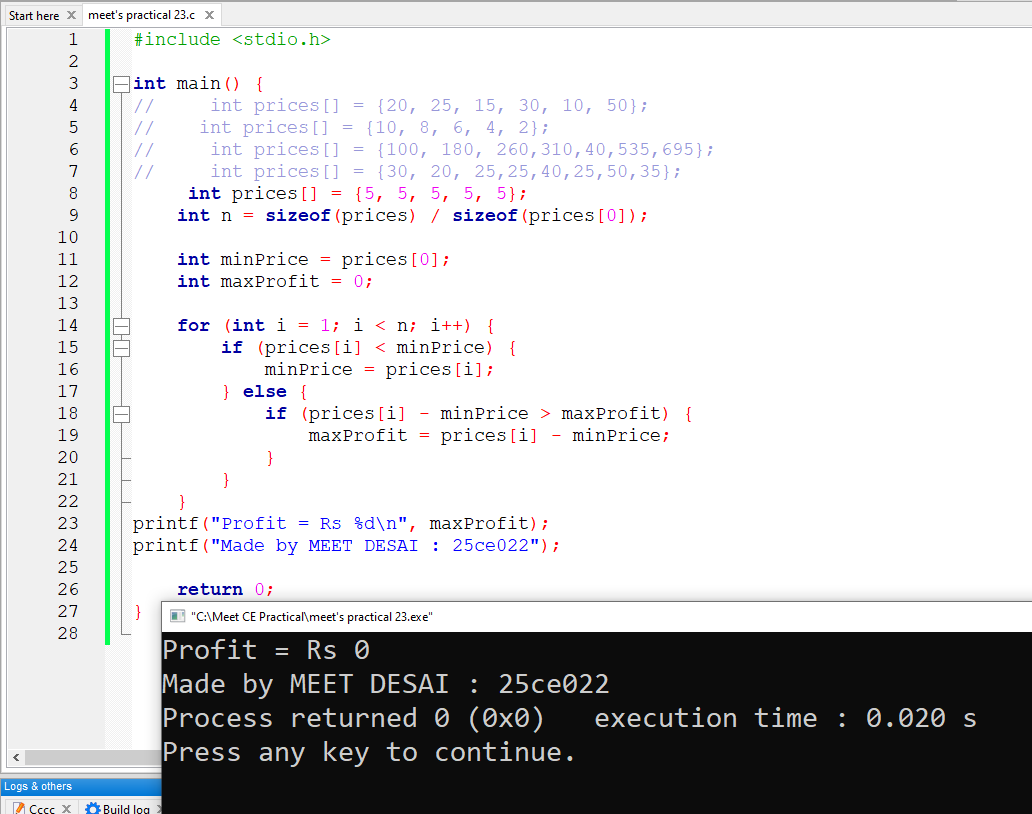 Start here X meet's practical 23.c X
1 #include <stdio.h>
2
3 int main() {
4 //     int prices[] = {20, 25, 15, 30, 10, 50};
5 //    int prices[] = {10, 8, 6, 4, 2};
6 //     int prices[] = {100, 180, 260,310,40,535,695};
7 //     int prices[] = {30, 20, 25,25,40,25,50,35};
8      int prices[] = {5, 5, 5, 5, 5};
9     int n = sizeof(prices) / sizeof(prices[0]);
10
11     int minPrice = prices[0];
12     int maxProfit = 0;
13
14     for (int i = 1; i < n; i++) {
15         if (prices[i] < minPrice) {
16             minPrice = prices[i];
17         } else {
18             if (prices[i] - minPrice > maxProfit) {
19                 maxProfit = prices[i] - minPrice;
20             }
21         }
22     }
23 printf("Profit = Rs %d\n", maxProfit);
24 printf("Made by MEET DESAI : 25ce022");
25
26     return 0;
27 }
28
"C:\Meet CE Practical\meet's practical 23.exe"
Profit = Rs 0
Made by MEET DESAI : 25ce022
Process returned 0 (0x0)   execution time : 0.020 s
Press any key to continue.
Logs & others
Cccc X Build log